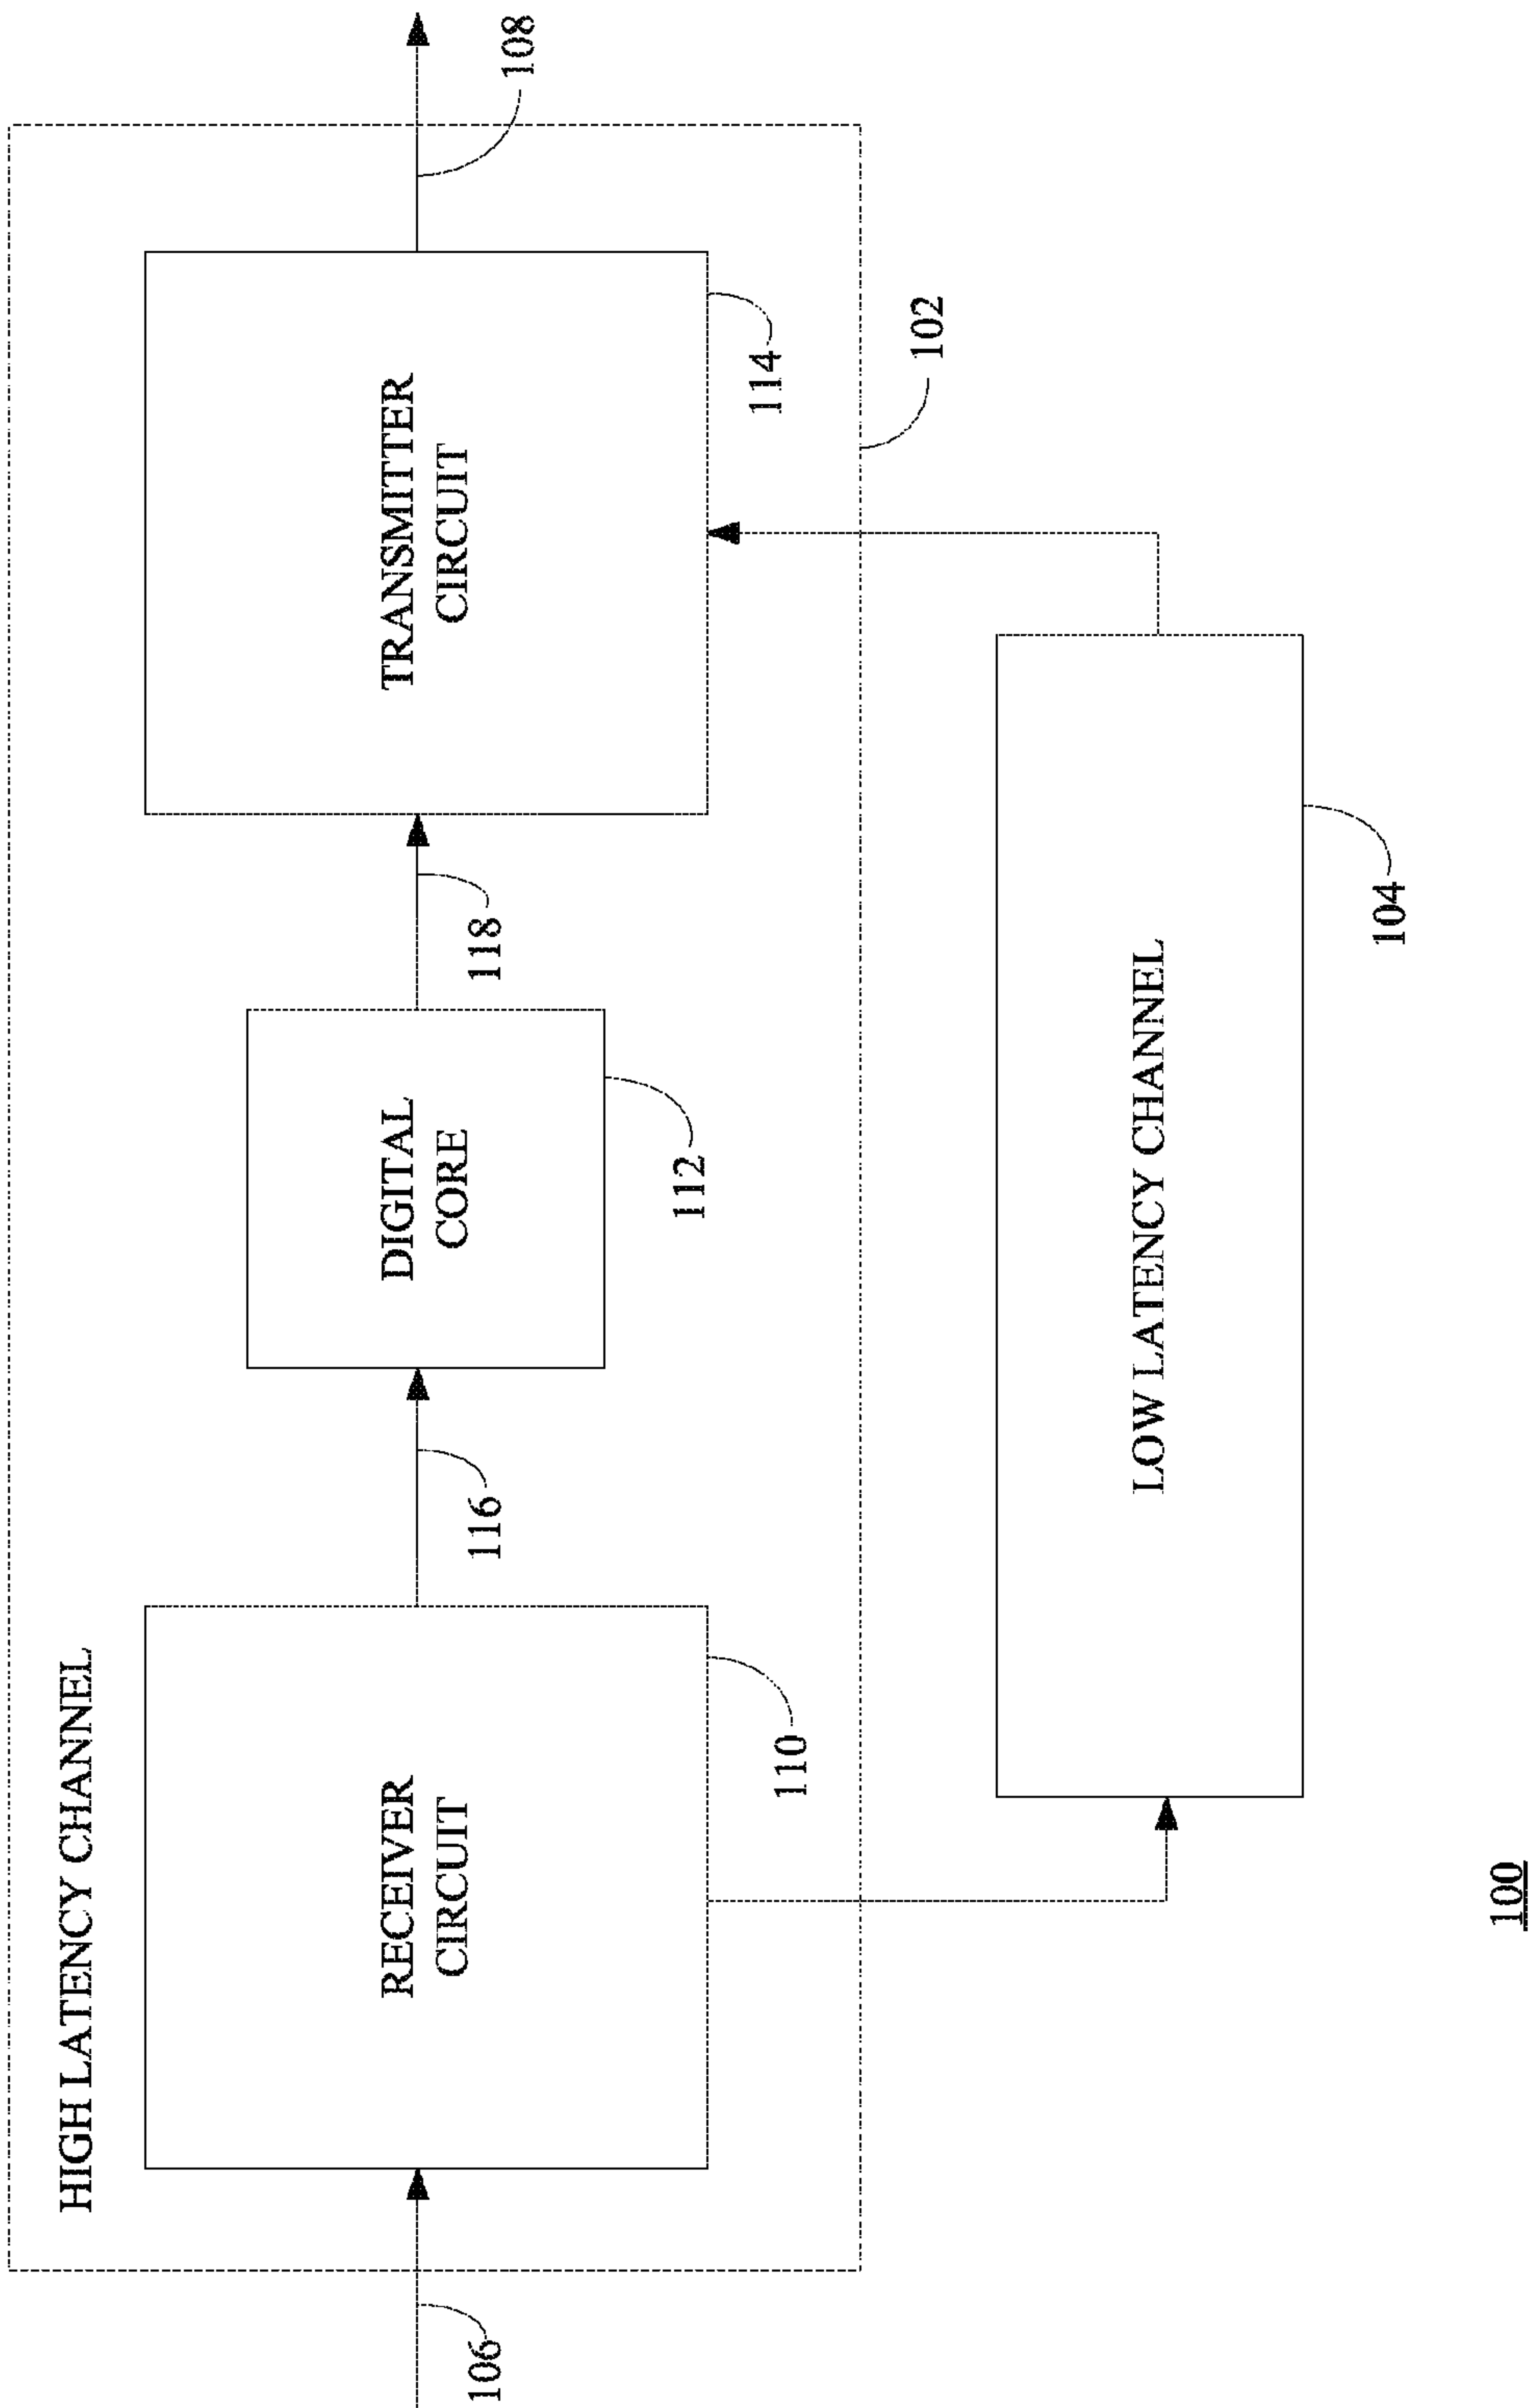 HIGH LATENCY CHANNEL
RECEIVER
CIRCUIT
DIGITAL
CORE
TRANSMITTER
CIRCUIT
106
116
118
108
110
112
114
102
LOW LATENCY CHANNEL
104
100